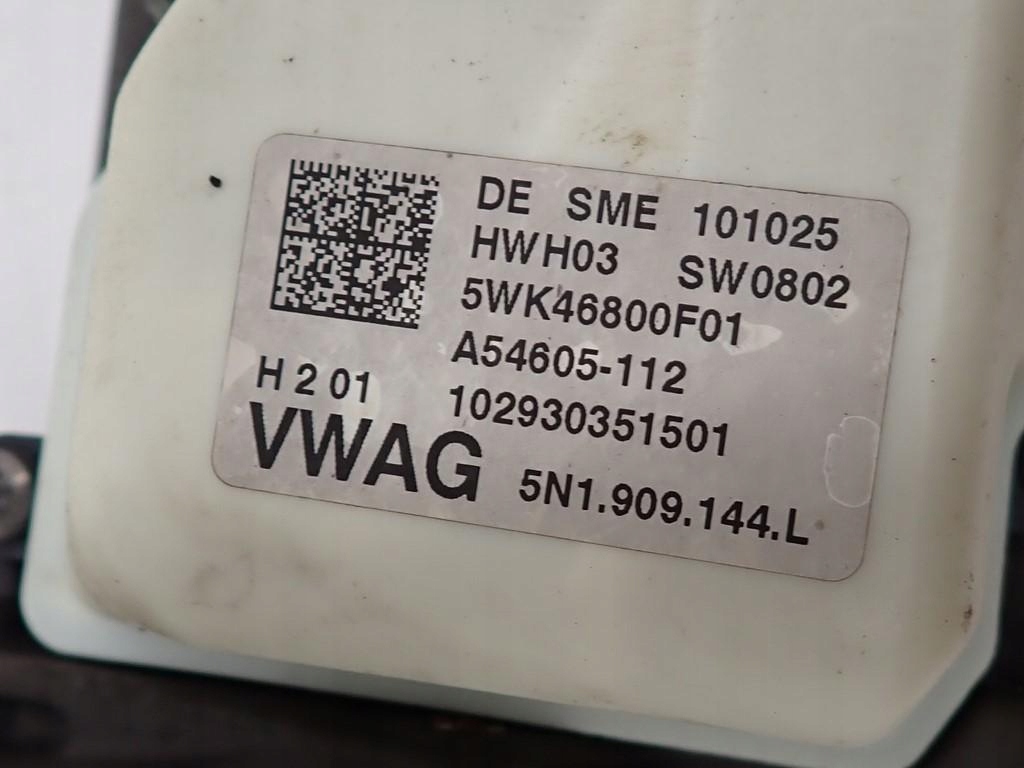 DE SME 101025
HWH03 SW0802
5WK46800F01
A54605-112
H 2 01 102930351501
VWAG 5N1.909.144.L